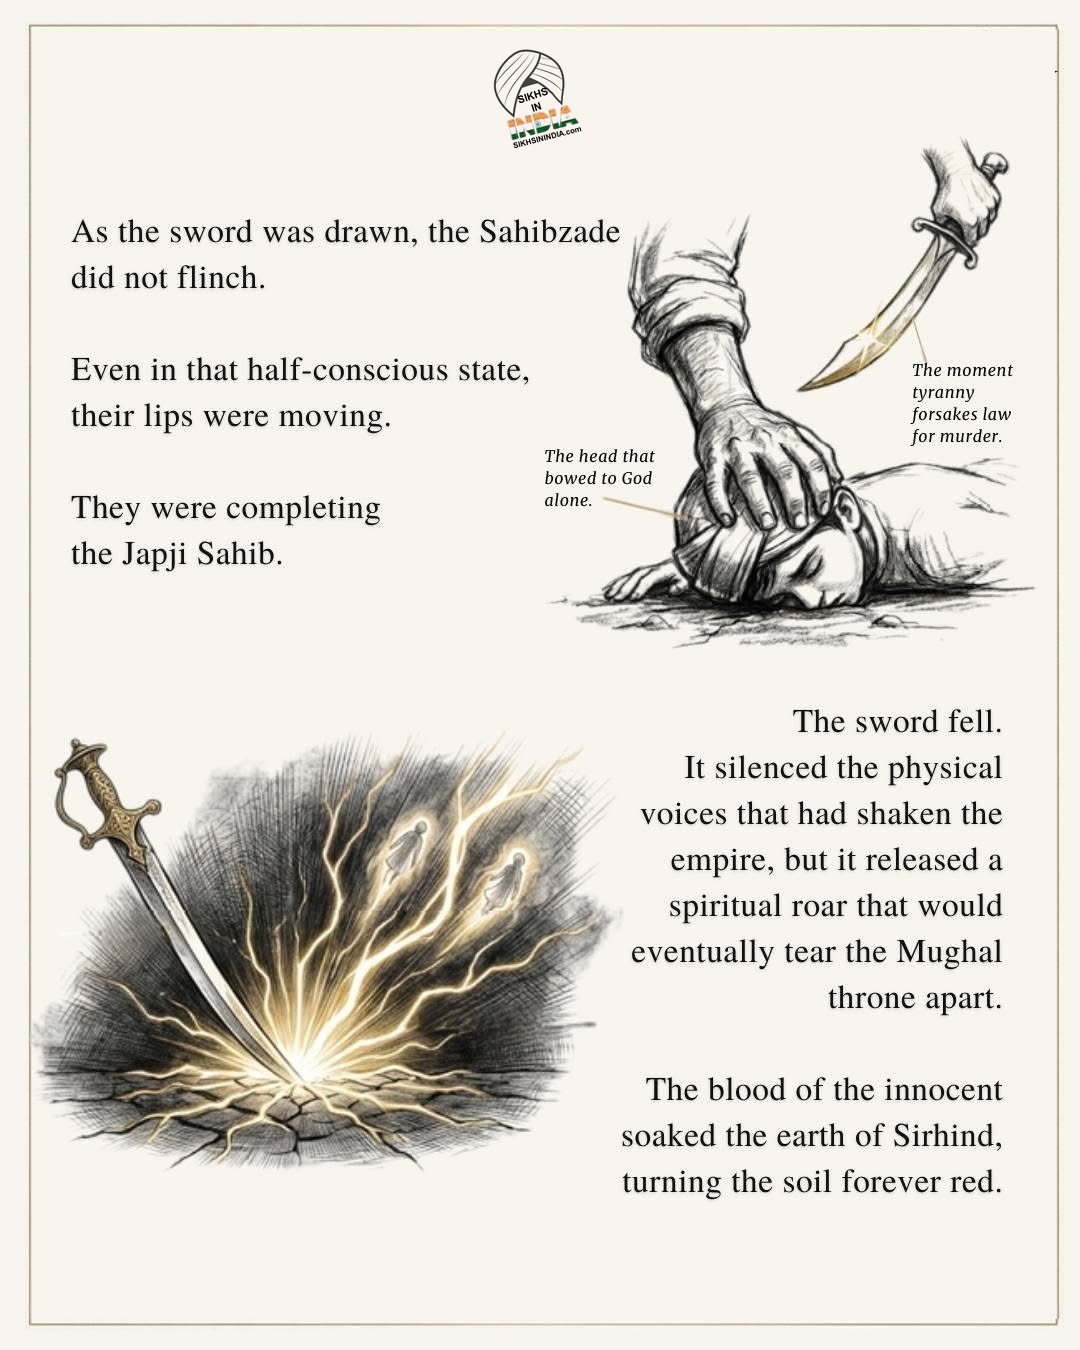 SIKHS
IN
INDIA
SIKHSININDIA.com
As the sword was drawn, the Sahibzade
did not flinch.
Even in that half-conscious state,
their lips were moving.
They were completing
the Japji Sahib.
The moment
tyranny
forsakes law
for murder.
The head that
bowed to God
alone.
The sword fell.
It silenced the physical
voices that had shaken the
empire, but it released a
spiritual roar that would
eventually tear the Mughal
throne apart.
The blood of the innocent
soaked the earth of Sirhind,
turning the soil forever red.